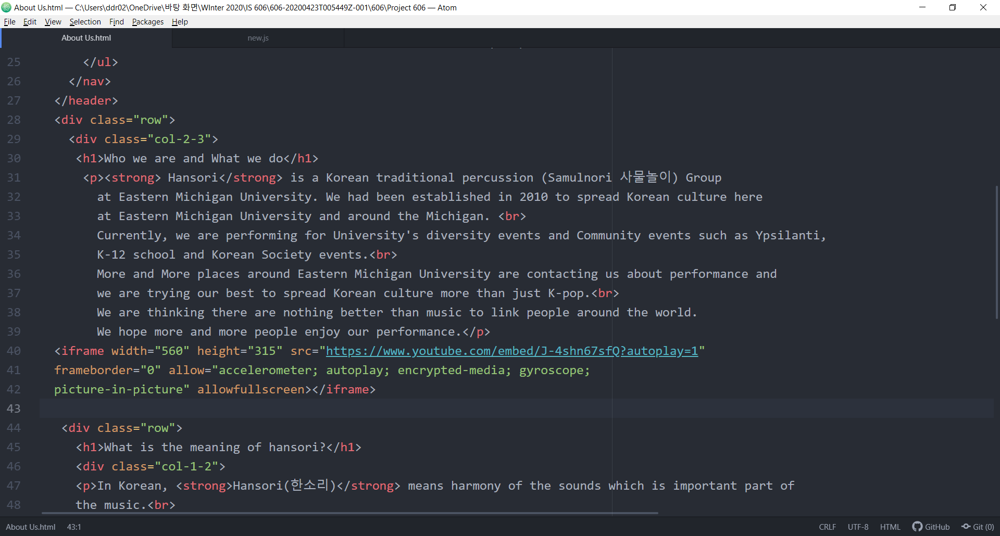 About Us.html — C:\Users\ddr02\OneDrive\바탕 화면\WInter 2020\IS 606\606-20200423T005449Z-001\606\Project 606 — Atom
File Edit View Selection Find Packages Help
About Us.html new.js
25 </ul>
26 </nav>
27 </header>
28 <div class="row">
29 <div class="col-2-3">
30 <h1>Who we are and What we do</h1>
31 <p><strong> Hansori</strong> is a Korean traditional percussion (Samulnori 사물놀이) Group
32 at Eastern Michigan University. We had been established in 2010 to spread Korean culture here
33 at Eastern Michigan University and around the Michigan. <br>
34 Currently, we are performing for University's diversity events and Community events such as Ypsilanti,
35 K-12 school and Korean Society events.<br>
36 More and More places around Eastern Michigan University are contacting us about performance and
37 we are trying our best to spread Korean culture more than just K-pop.<br>
38 We are thinking there are nothing better than music to link people around the world.
39 We hope more and more people enjoy our performance.</p>
40 <iframe width="560" height="315" src="https://www.youtube.com/embed/J-4shn67sfQ?autoplay=1"
41 frameborder="0" allow="accelerometer; autoplay; encrypted-media; gyroscope;
42 picture-in-picture" allowfullscreen></iframe>
43
44 <div class="row">
45 <h1>What is the meaning of hansori?</h1>
46 <div class="col-1-2">
47 <p>In Korean, <strong>Hansori(한소리)</strong> means harmony of the sounds which is important part of
48 the music.<br>
About Us.html 43:1 CRLF UTF-8 HTML GitHub Git (0)